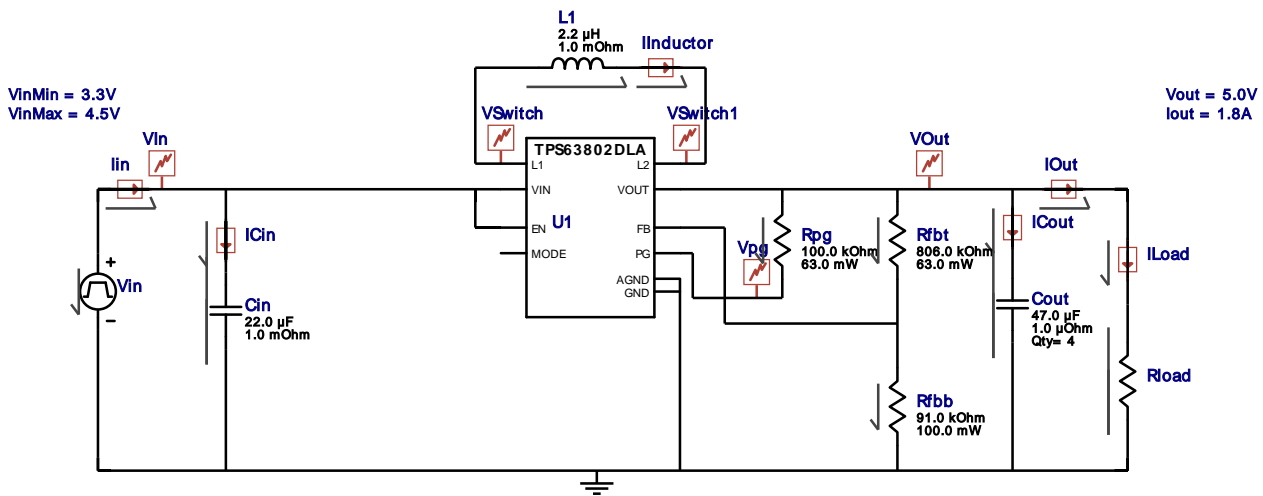 L1
2.2 µH
1.0 mOhm
IInductor
VinMin = 3.3V
VinMax = 4.5V
Vout = 5.0V
Iout = 1.8A
VSwitch
VSwitch1
VIn
Iin
VOut
IOut
TPS63802DLA
L1
L2
VIN
VOUT
EN
U1
FB
MODE
PG
AGND
GND
ICin
Vpg
Rpg
100.0 kOhm
63.0 mW
Rfbt
806.0 kOhm
63.0 mW
ICout
ILoad
+
Vin
–
Cin
22.0 µF
1.0 mOhm
Cout
47.0 µF
1.0 µOhm
Qty= 4
Rload
Rfbb
91.0 kOhm
100.0 mW